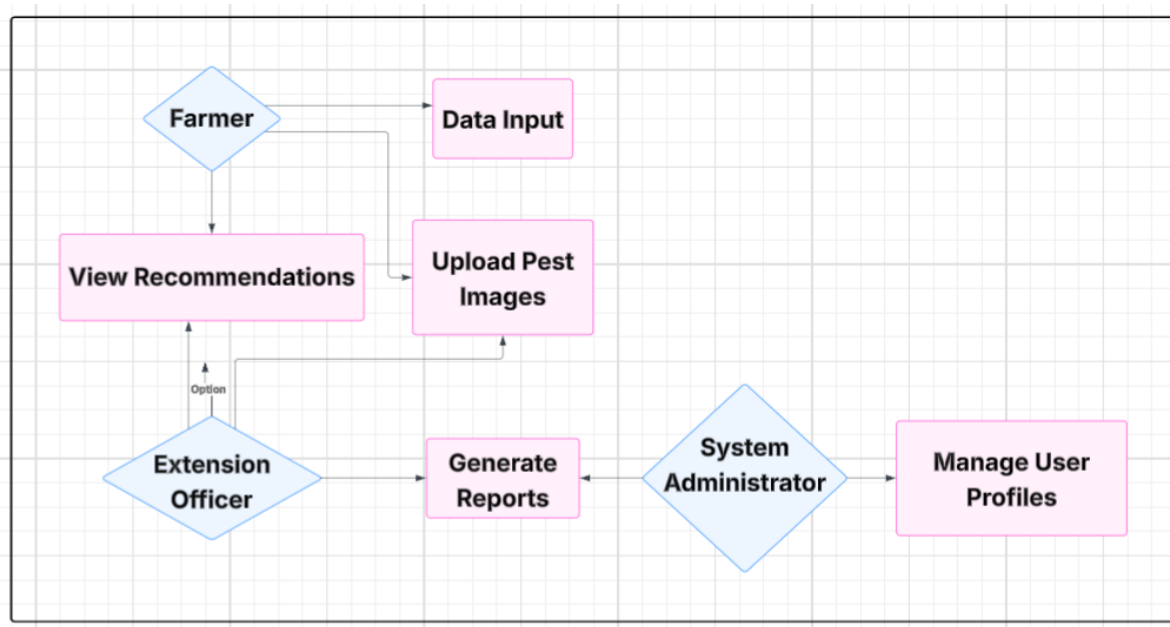 Farmer
Data Input
View Recommendations
Upload Pest
Images
Option
Extension
Officer
Generate
Reports
System
Administrator
Manage User
Profiles